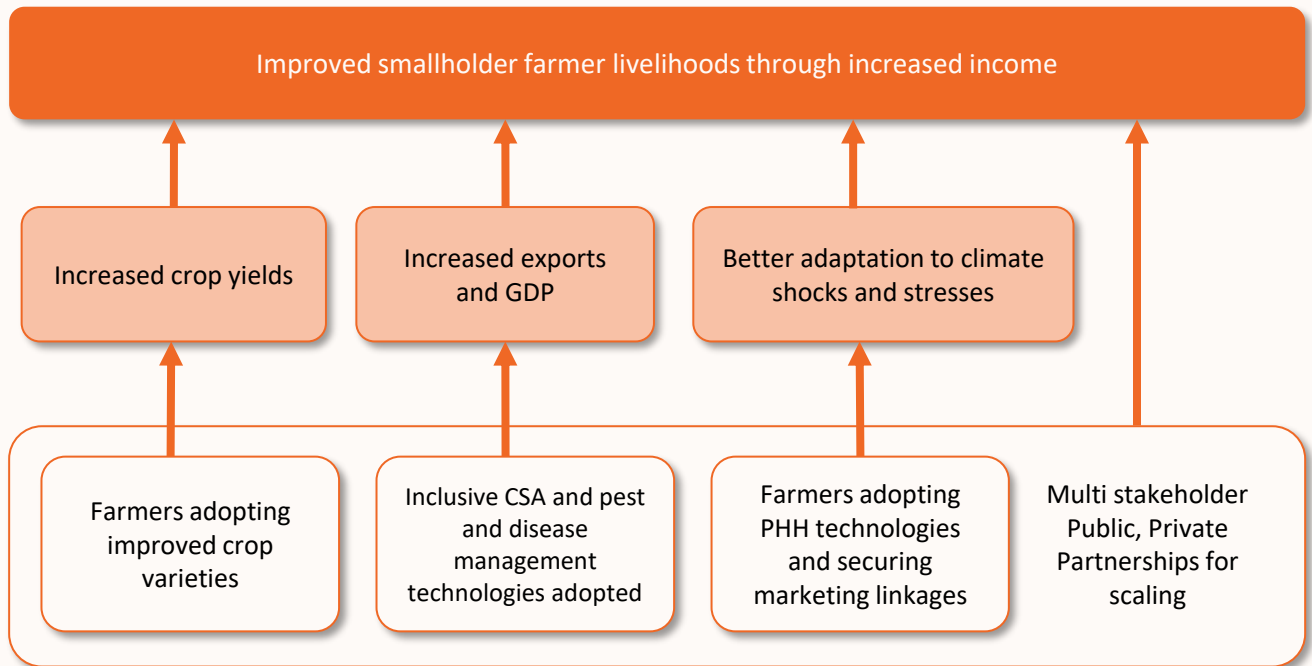 Improved smallholder farmer livelihoods through increased income
Increased crop yields
Increased exports
and GDP
Better adaptation to climate
shocks and stresses
Farmers adopting
improved crop
varieties
Inclusive CSA and pest
and disease
management
technologies adopted
Farmers adopting
PHH technologies
and securing
marketing linkages
Multi stakeholder
Public, Private
Partnerships for
scaling